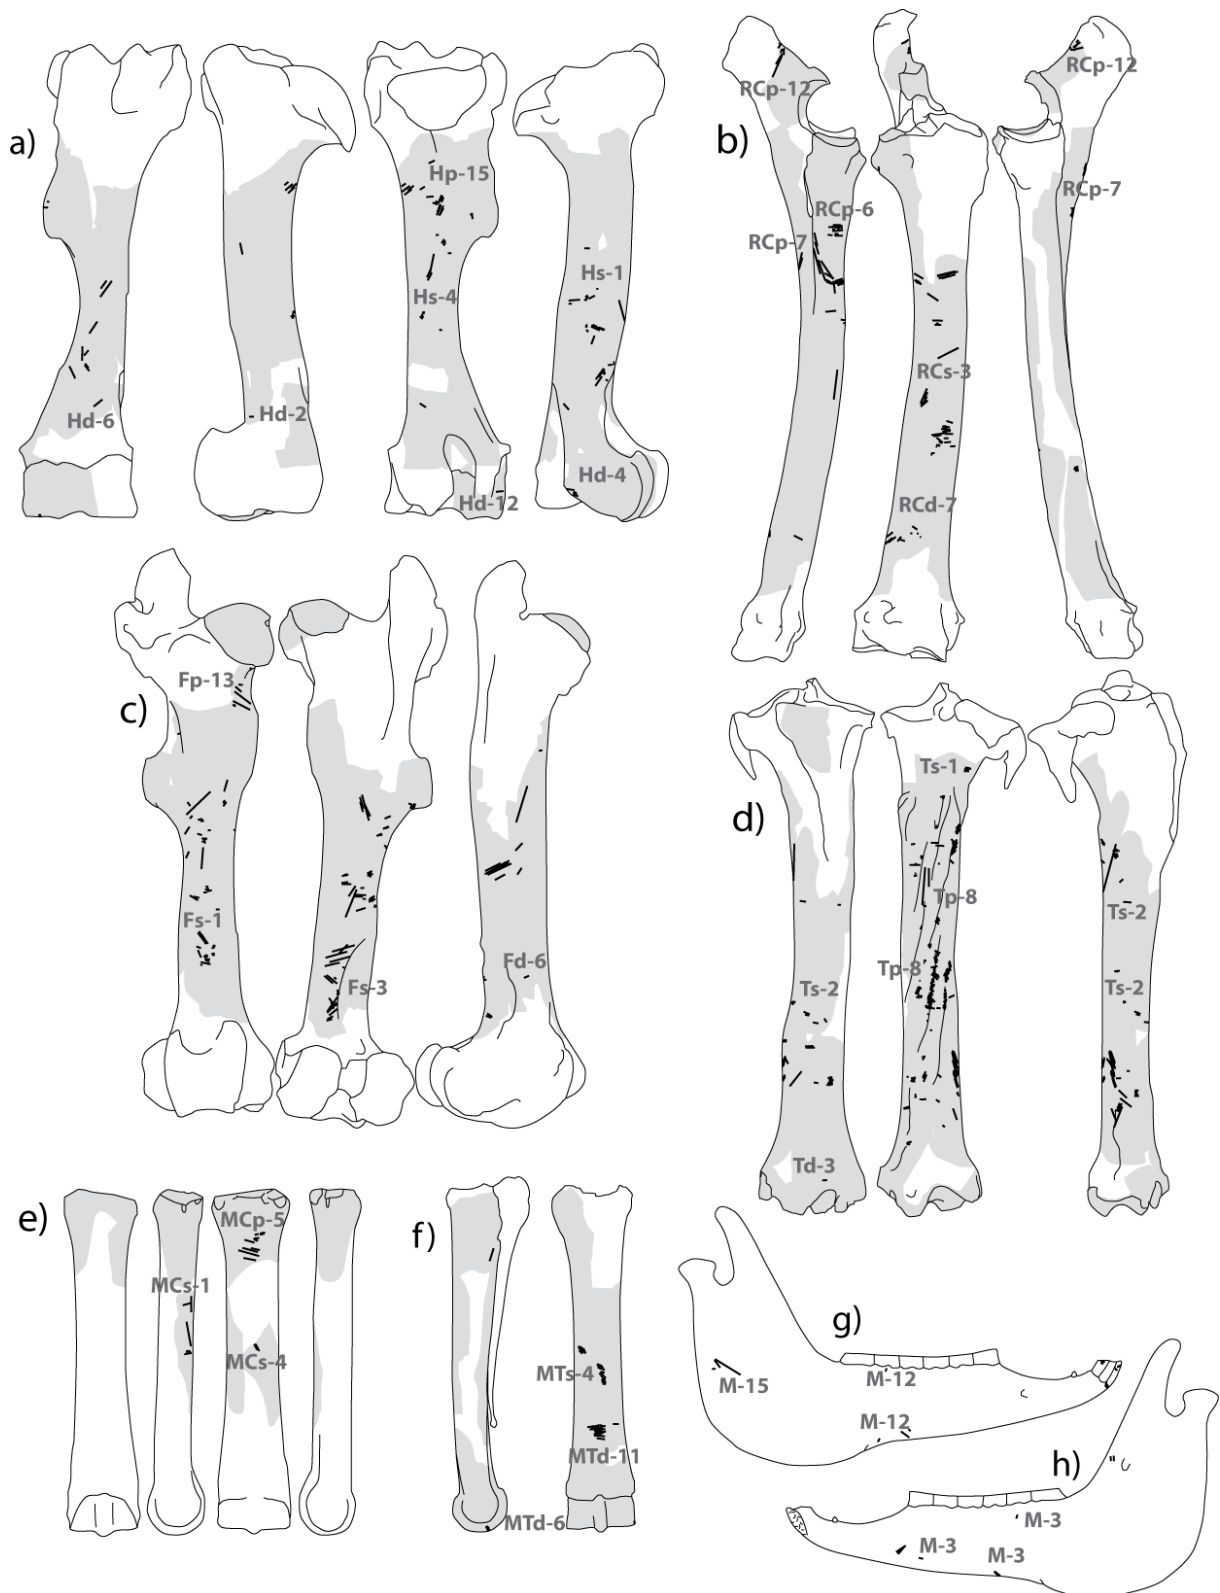 a)
Hp-15
Hs-1
Hs-4
Hd-6
Hd-2
Hd-4
Hd-12
b)
RCp-12
RCp-12
RCp-7
RCp-6
RCp-7
RCs-3
RCd-7
c)
Fp-13
Fs-1
Fd-6
Fs-3
d)
Ts-1
Tp-8
Ts-2
Tp-8
Ts-2
Ts-2
Td-3
e)
MCp-5
MCs-1
MCs-4
f)
MTs-4
MTd-11
MTd-6
g)
M-15
M-12
M-12
h)
M-3
M-3
M-3